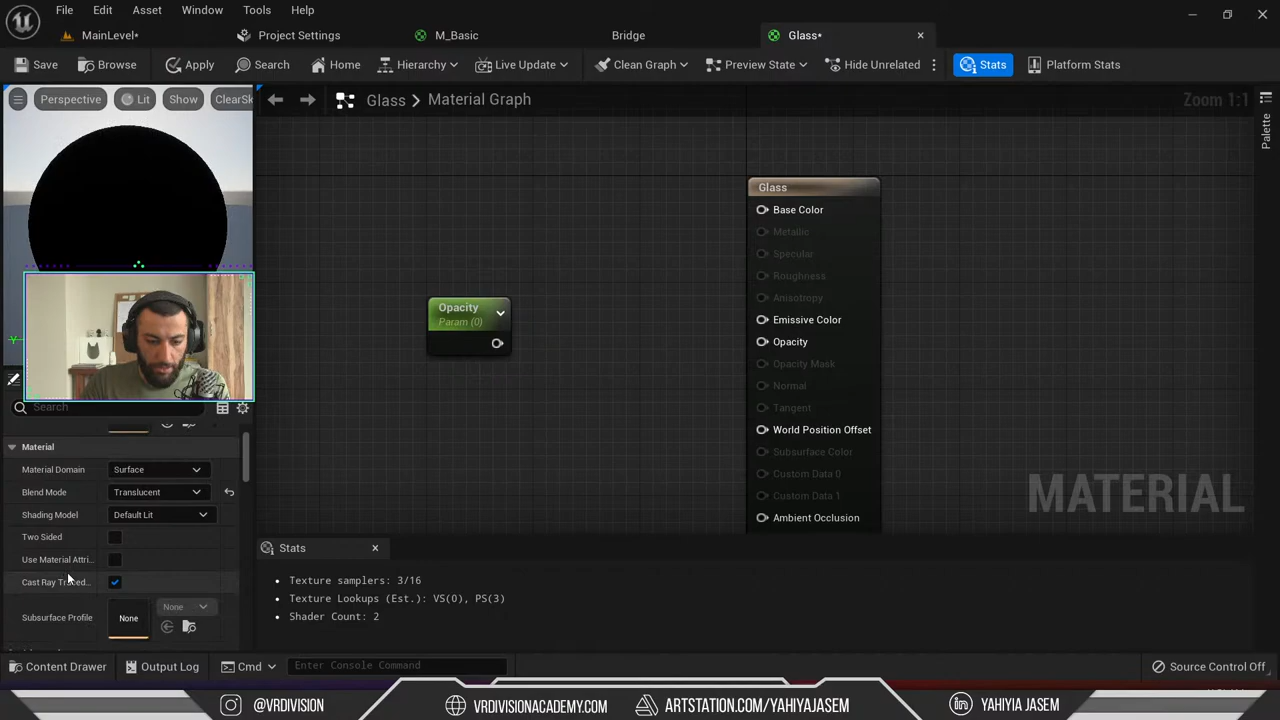 File Edit Asset Window Tools Help
MainLevel* Project Settings M_Basic Bridge Glass*
Save Browse Apply Search Home Hierarchy Live Update Clean Graph Preview State Hide Unrelated Stats Platform Stats
Perspective Lit Show ClearSk
Glass Material Graph
Zoom 1:1
Palette
Glass
Base Color
Metallic
Specular
Roughness
Anisotropy
Emissive Color
Opacity
Opacity Mask
Normal
Tangent
World Position Offset
Subsurface Color
Custom Data 0
Custom Data 1
Ambient Occlusion
Opacity
Param (0)
MATERIAL
Search
Material
Material Domain Surface
Blend Mode Translucent
Shading Model Default Lit
Two Sided
Use Material Attri...
Cast Ray Traced...
Subsurface Profile None None
Stats
Texture samplers: 3/16
Texture Lookups (Est.): VS(0), PS(3)
Shader Count: 2
Content Drawer Output Log Cmd Enter Console Command Source Control Off
@VRDIVISION VRDIVISIONACADEMY.COM ARTSTATION.COM/YAHIYAJASEM YAHIYIA JASEM